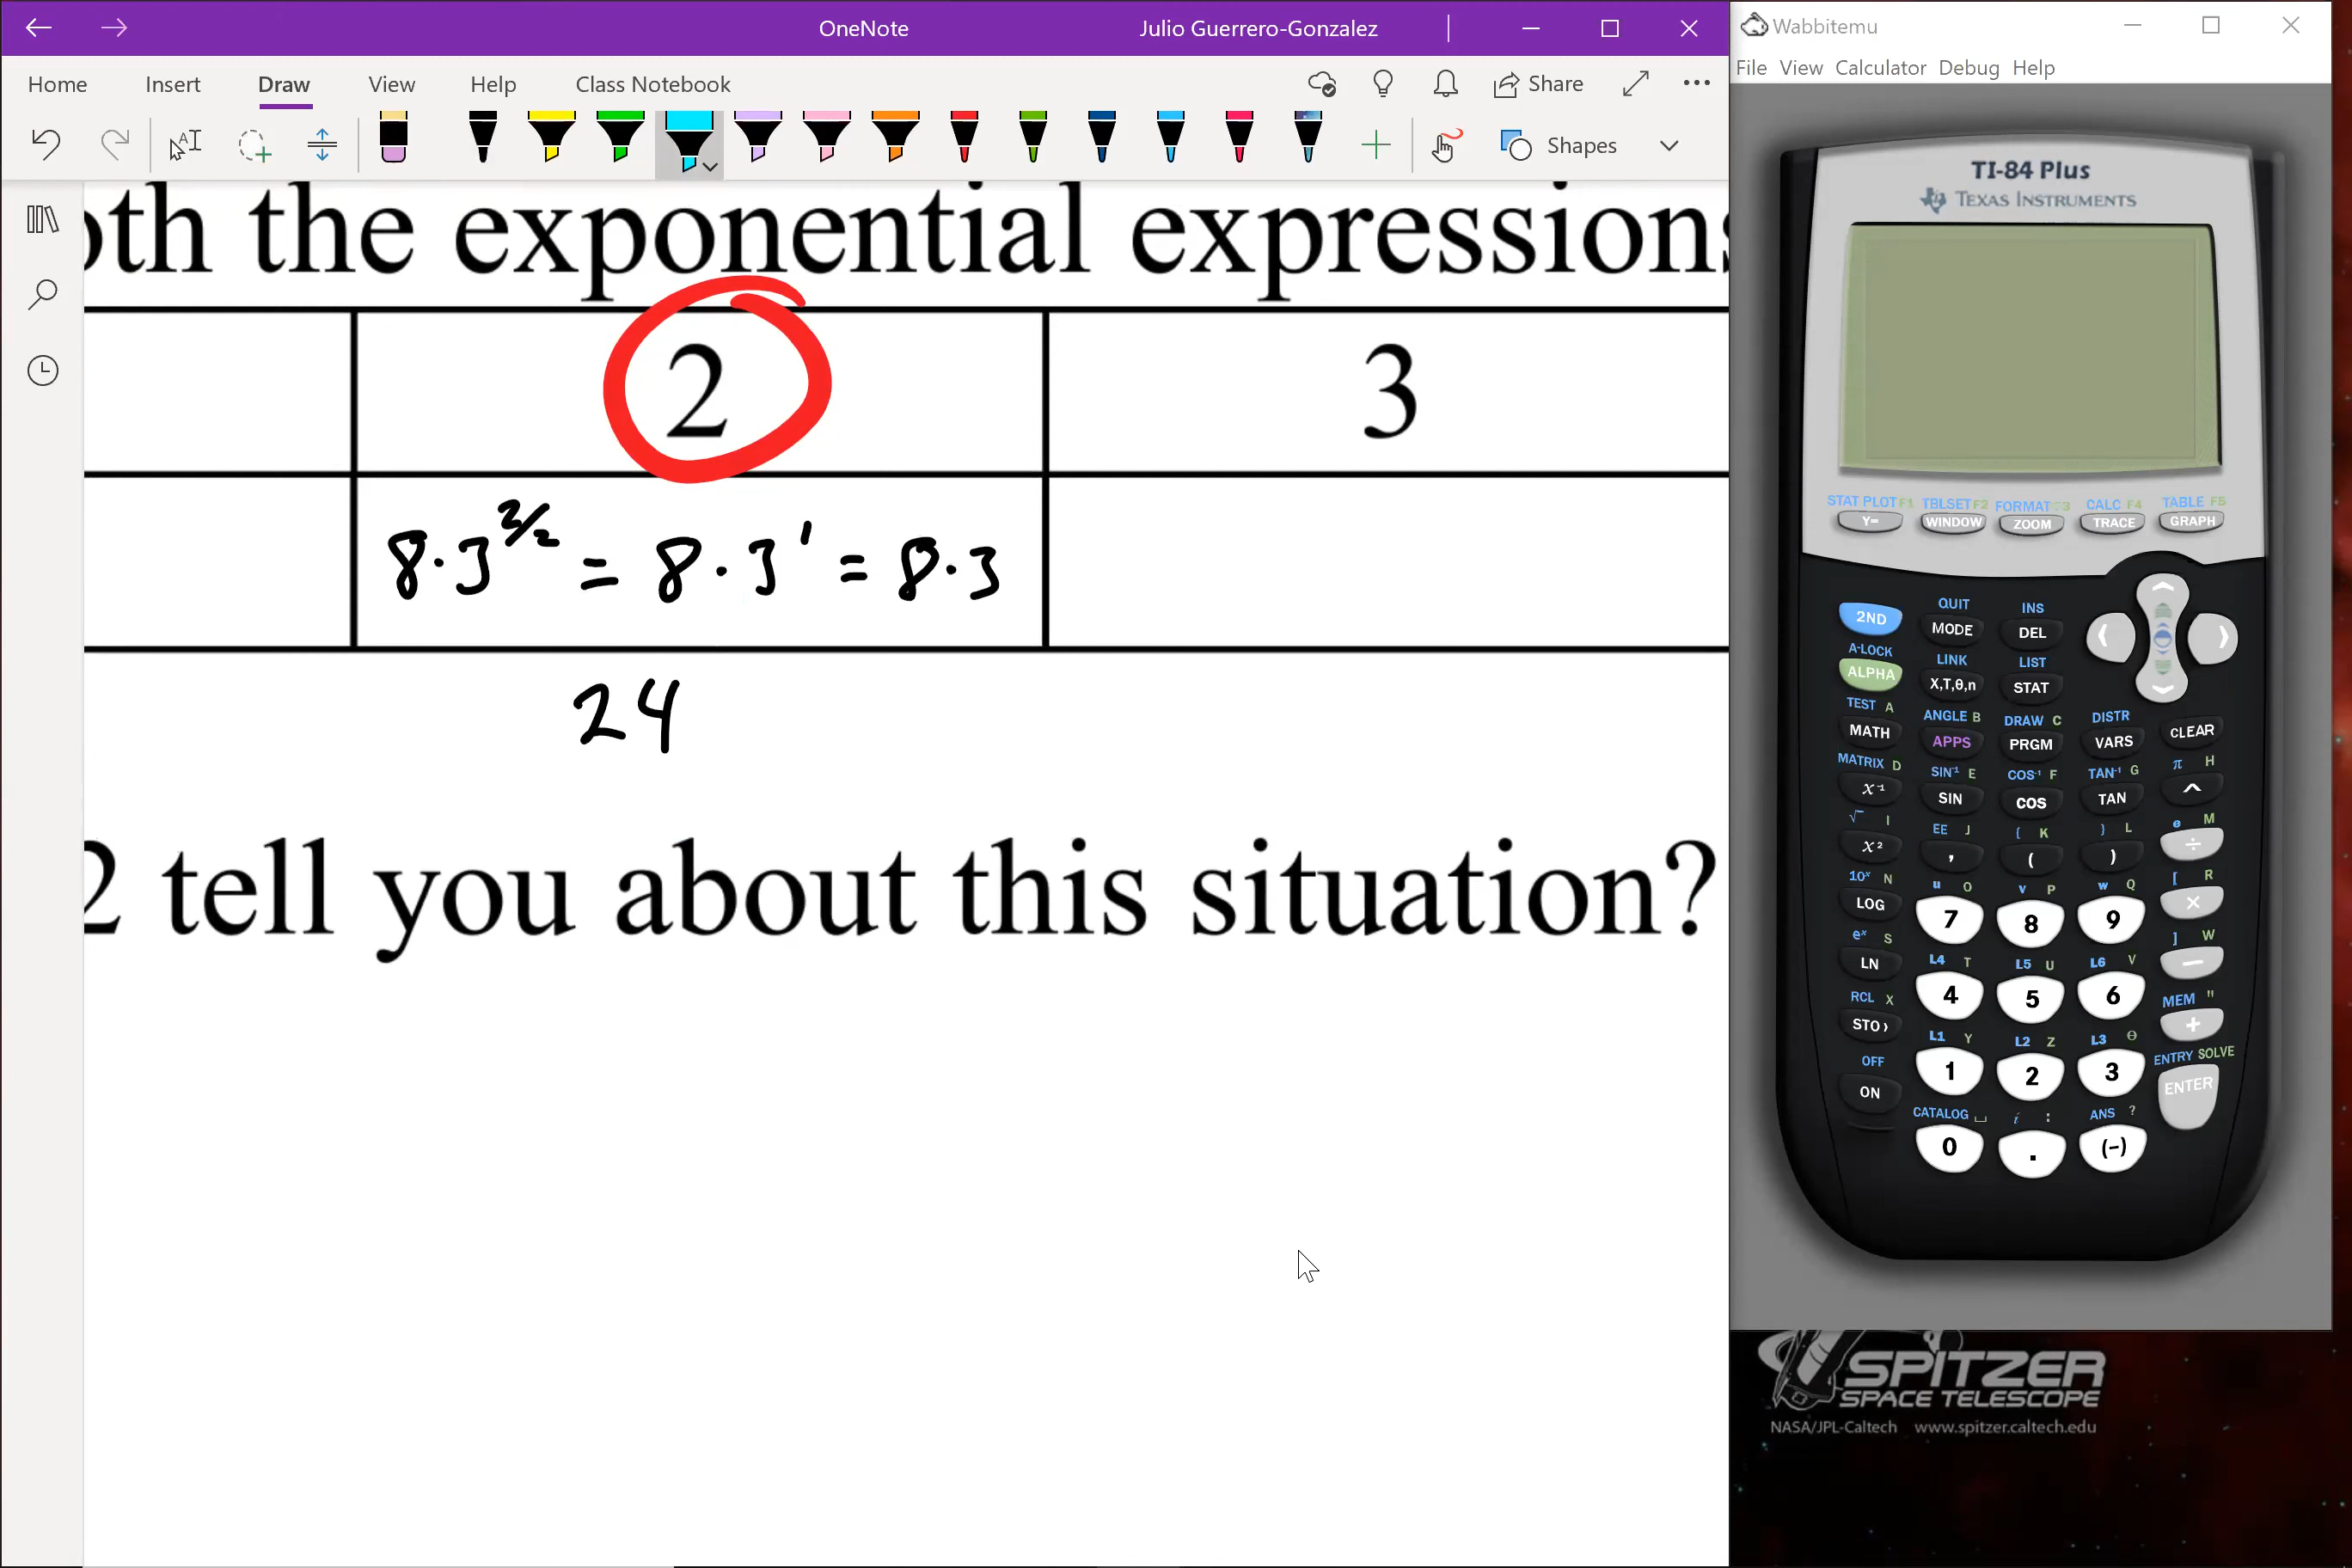 OneNote
Julio Guerrero-Gonzalez
Home Insert Draw View Help Class Notebook Share
Shapes
oth the exponential expressions
2 3
8·3^2/2 = 8·3^1 = 8·3
24
2 tell you about this situation?
Wabbitemu
File View Calculator Debug Help
TI-84 Plus
TEXAS INSTRUMENTS
STAT PLOT F1 TBLSET F2 FORMAT F3 CALC F4 TABLE F5
Y= WINDOW ZOOM TRACE GRAPH
QUIT INS
2ND MODE DEL
A-LOCK LINK LIST
ALPHA X,T,θ,n STAT
TEST A ANGLE B DRAW C DISTR
MATH APPS PRGM VARS CLEAR
MATRIX D SIN⁻¹ E COS⁻¹ F TAN⁻¹ G π H
X⁻¹ SIN COS TAN ^
√ I EE J { K } L e M
X² , ( ) ÷
10ˣ N u O v P w Q [ R
LOG 7 8 9 ×
eˣ S L4 T L5 U L6 V ] W
LN 4 5 6 −
RCL X L1 Y L2 Z L3 θ MEM "
STO› 1 2 3 +
OFF ENTRY SOLVE
ON ENTER
CATALOG ⎵ i : ANS ?
0 . (-)
SPITZER
SPACE TELESCOPE
NASA/JPL-Caltech www.spitzer.caltech.edu